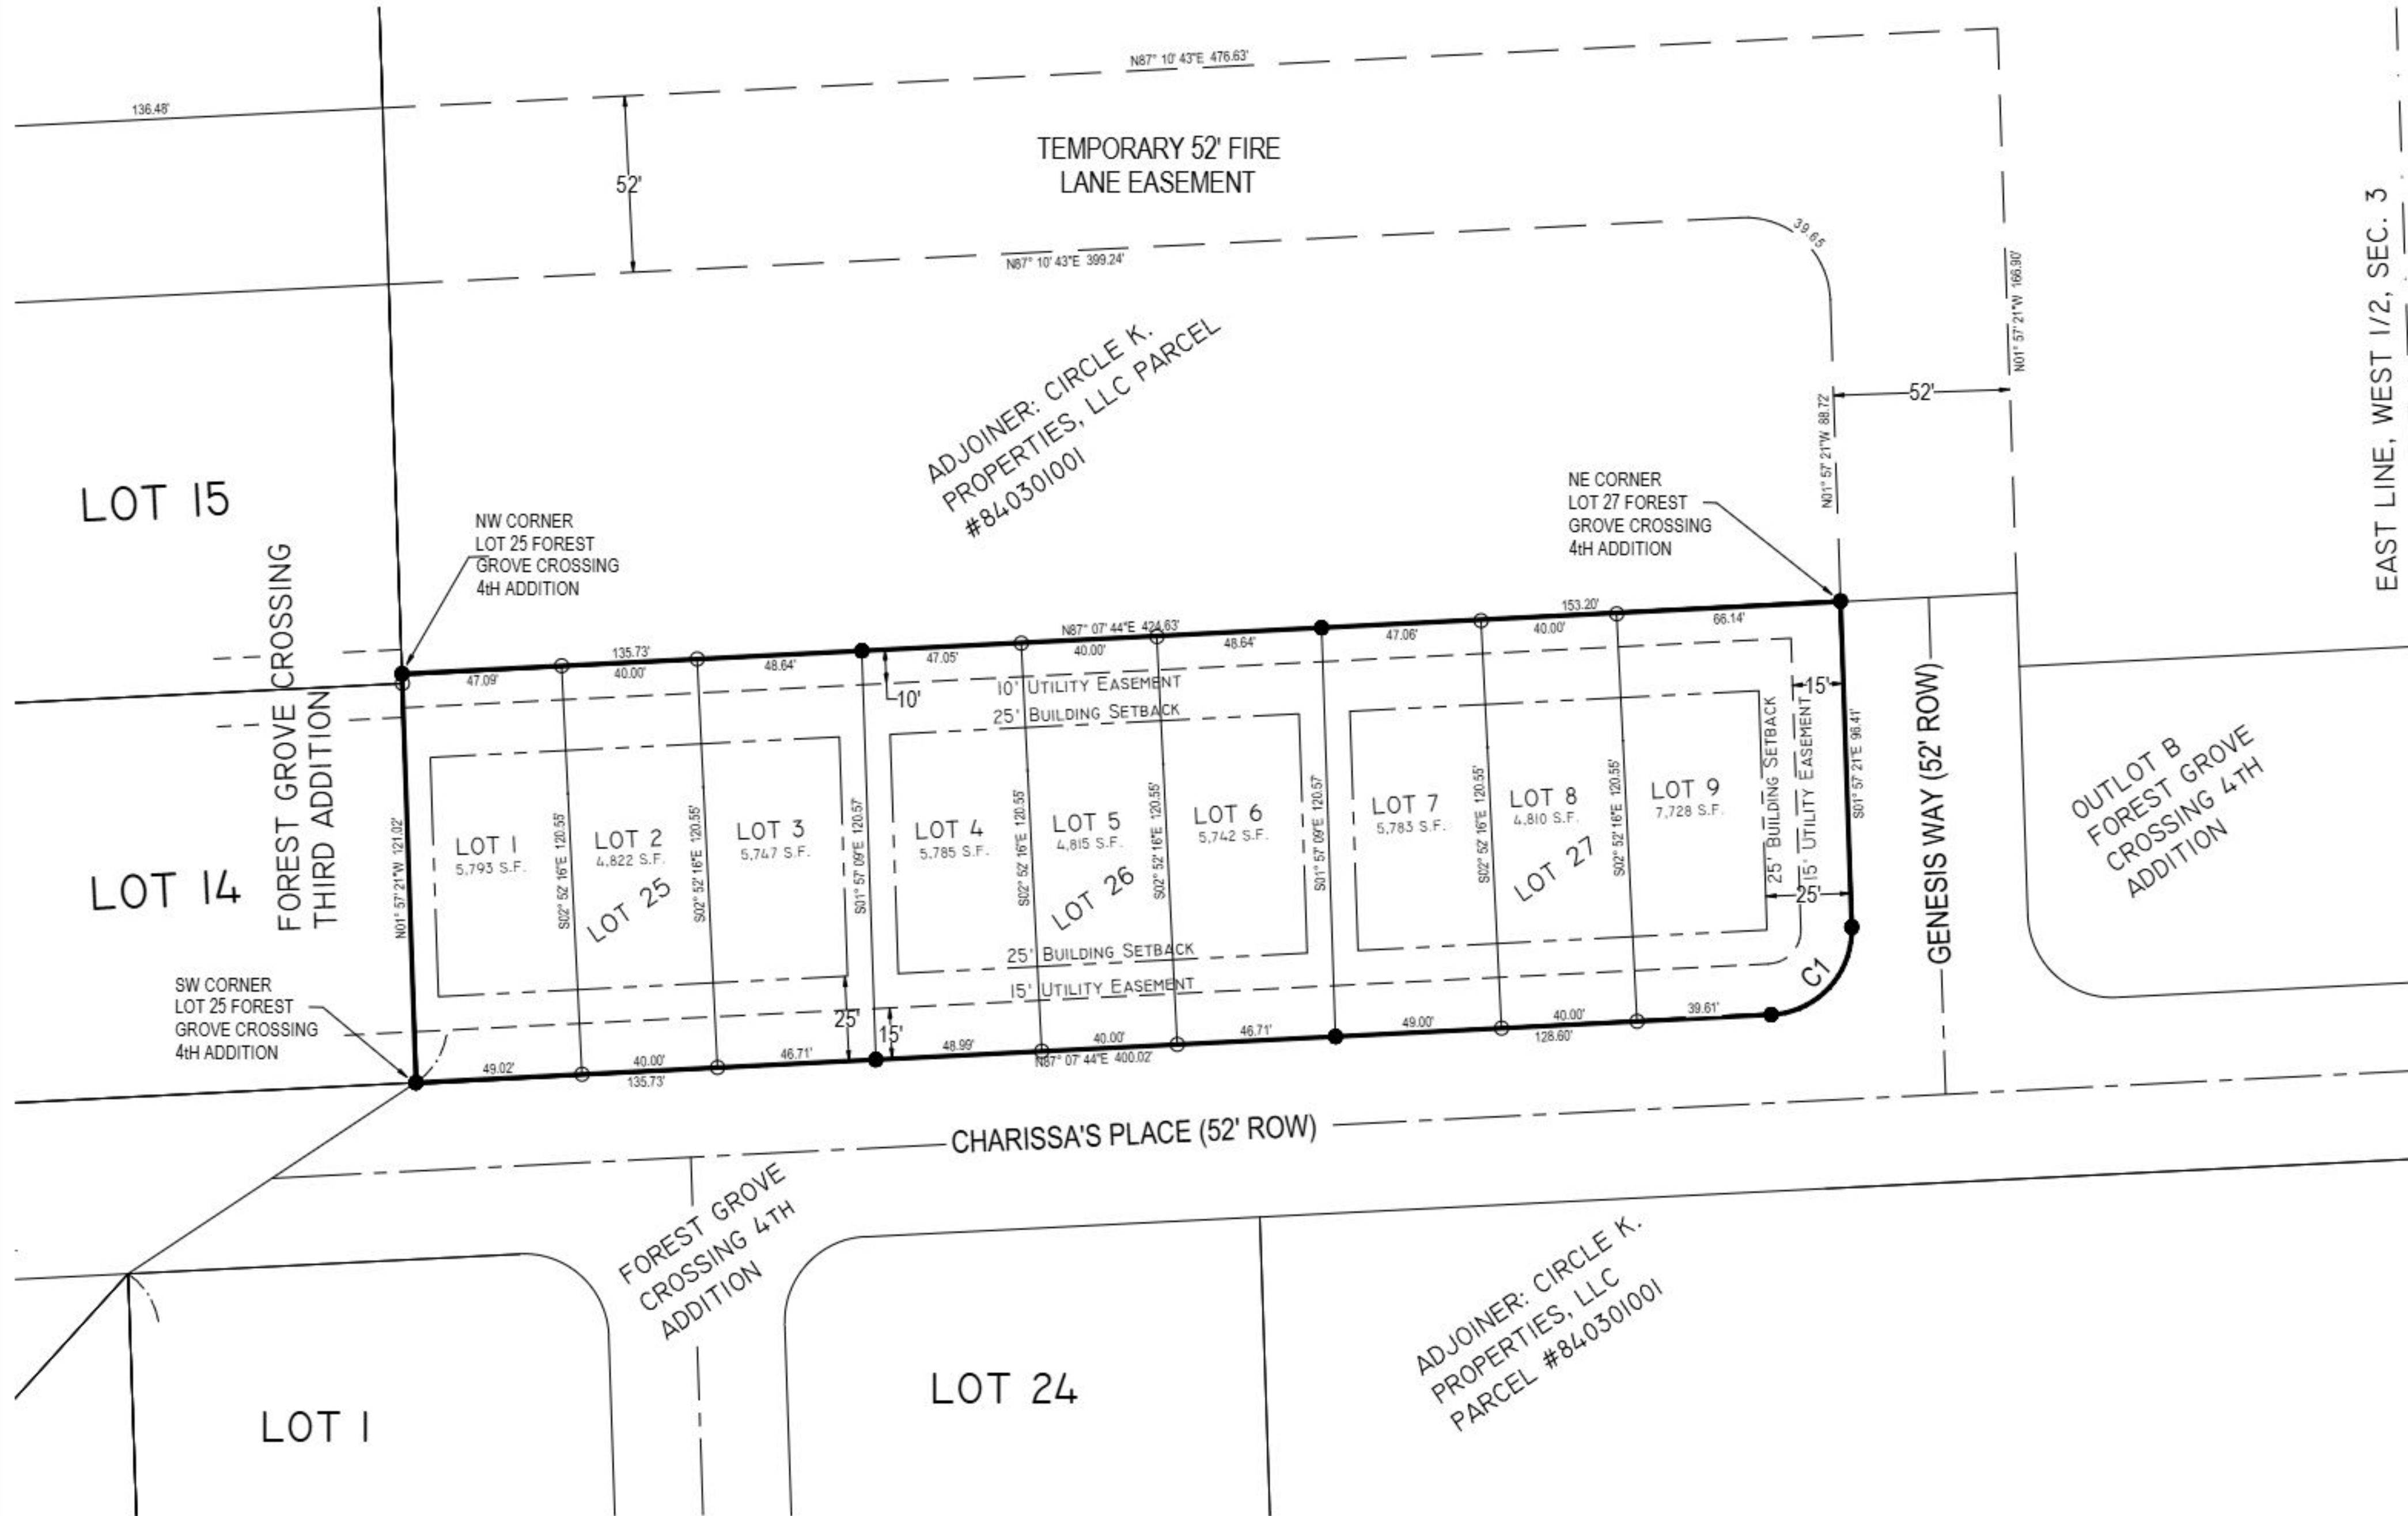 N87° 10' 43"E 476.63'
136.48'
TEMPORARY 52' FIRE
LANE EASEMENT
52'
39.65
N87° 10' 43"E 399.24'
N01° 57' 21"W 166.90'
EAST LINE, WEST 1/2, SEC. 3
ADJOINER: CIRCLE K.
PROPERTIES, LLC PARCEL
#840301001
52'
N01° 57' 21"W 88.72'
LOT 15
NW CORNER
LOT 25 FOREST
GROVE CROSSING
4tH ADDITION
NE CORNER
LOT 27 FOREST
GROVE CROSSING
4tH ADDITION
FOREST GROVE CROSSING
THIRD ADDITION
N87° 07' 44"E 424.63'
135.73'
153.20'
47.09'
40.00'
48.64'
47.05'
40.00'
48.64'
47.06'
40.00'
66.14'
10'
10' UTILITY EASEMENT
25' BUILDING SETBACK
15'
25' BUILDING SETBACK
15' UTILITY EASEMENT
S01° 57' 21"E 96.41'
GENESIS WAY (52' ROW)
OUTLOT B
FOREST GROVE
CROSSING 4TH
ADDITION
LOT 14
N01° 57' 21"W 121.02'
LOT 1
5,793 S.F.
S02° 52' 16"E 120.55'
LOT 2
4,822 S.F.
S02° 52' 16"E 120.55'
LOT 3
5,747 S.F.
S01° 57' 09"E 120.57'
LOT 4
5,785 S.F.
S02° 52' 16"E 120.55'
LOT 5
4,815 S.F.
S02° 52' 16"E 120.55'
LOT 6
5,742 S.F.
S01° 57' 09"E 120.57'
LOT 7
5,783 S.F.
S02° 52' 16"E 120.55'
LOT 8
4,810 S.F.
S02° 52' 16"E 120.55'
LOT 9
7,728 S.F.
LOT 25
LOT 26
LOT 27
25'
25' BUILDING SETBACK
15' UTILITY EASEMENT
C1
SW CORNER
LOT 25 FOREST
GROVE CROSSING
4tH ADDITION
25'
15'
49.02'
40.00'
46.71'
48.99'
40.00'
46.71'
49.00'
40.00'
39.61'
135.73'
N87° 07' 44"E 400.02'
128.60'
CHARISSA'S PLACE (52' ROW)
FOREST GROVE
CROSSING 4TH
ADDITION
ADJOINER: CIRCLE K.
PROPERTIES, LLC
PARCEL #840301001
LOT 1
LOT 24